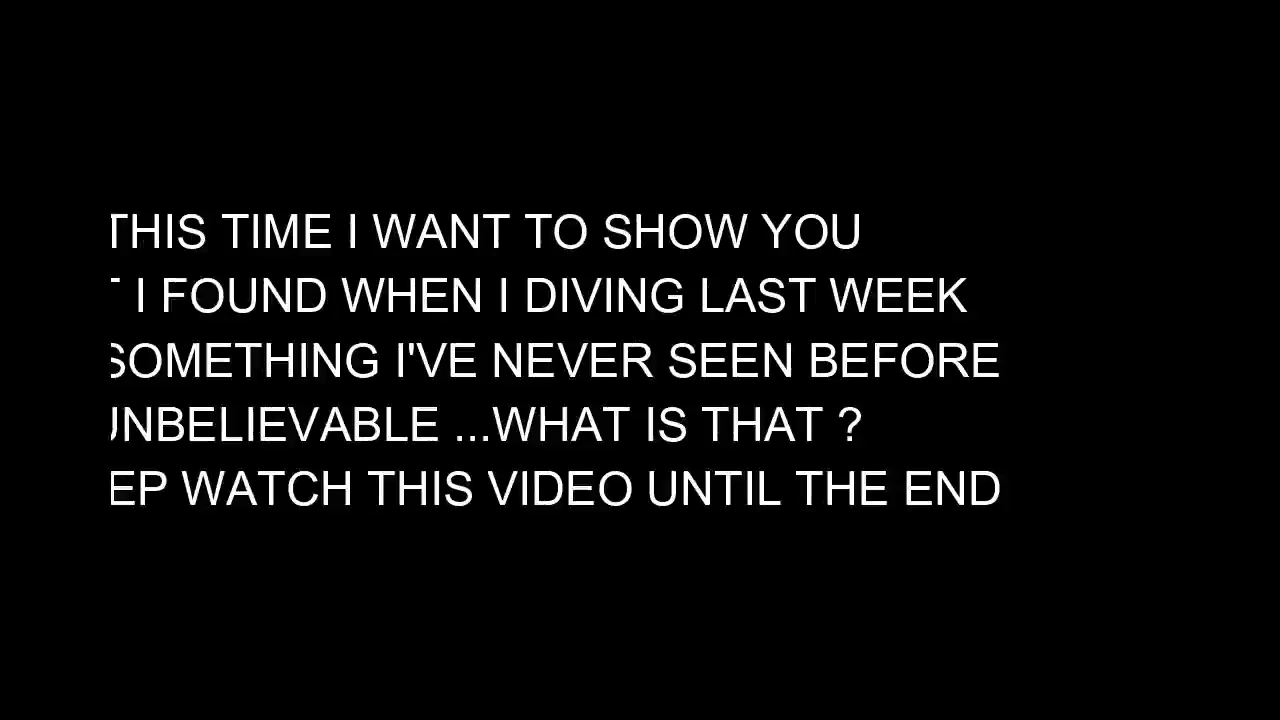 THIS TIME I WANT TO SHOW YOU
I FOUND WHEN I DIVING LAST WEEK
SOMETHING I'VE NEVER SEEN BEFORE
UNBELIEVABLE ...WHAT IS THAT ?
EP WATCH THIS VIDEO UNTIL THE END